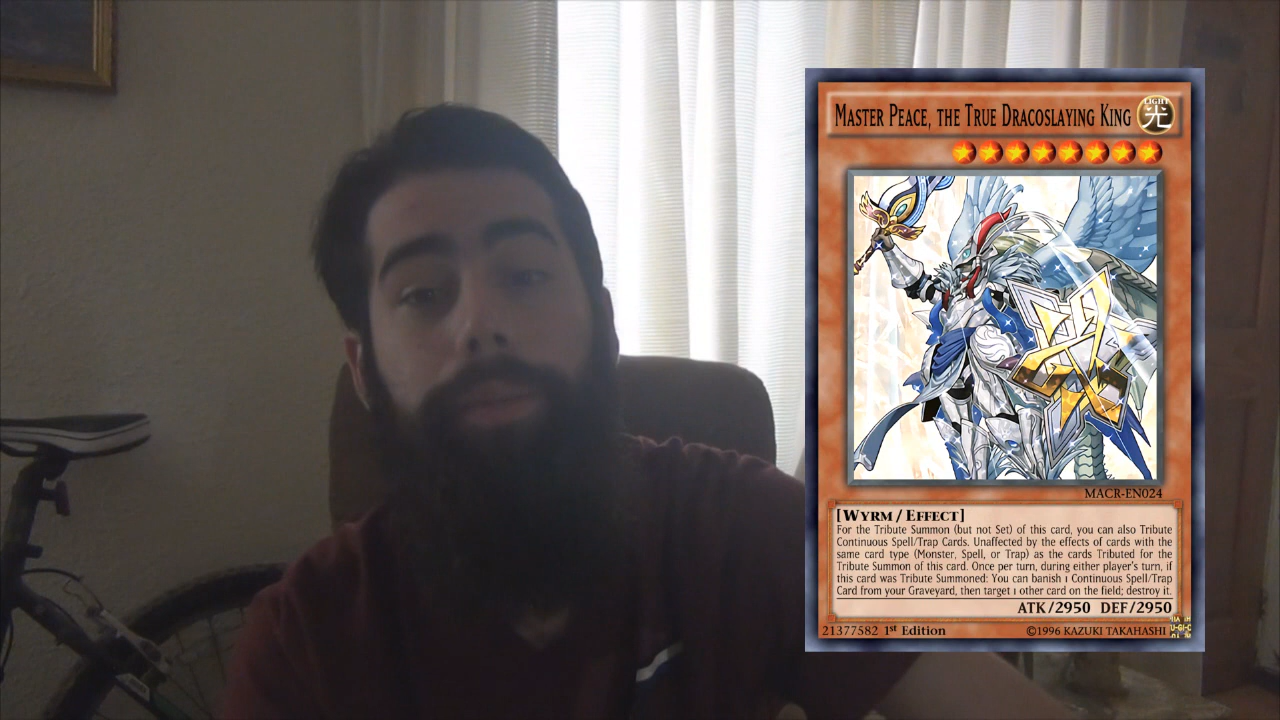 MASTER PEACE, THE TRUE DRACOSLAYING KING
LIGHT
光
MACR-EN024
[WYRM / EFFECT]
For the Tribute Summon (but not Set) of this card, you can also Tribute
Continuous Spell/Trap Cards. Unaffected by the effects of cards with the
same card type (Monster, Spell, or Trap) as the cards Tributed for the
Tribute Summon of this card. Once per turn, during either player's turn, if
this card was Tribute Summoned: You can banish 1 Continuous Spell/Trap
Card from your Graveyard, then target 1 other card on the field; destroy it.
ATK/2950 DEF/2950
21377582 1st Edition
©1996 KAZUKI TAKAHASHI